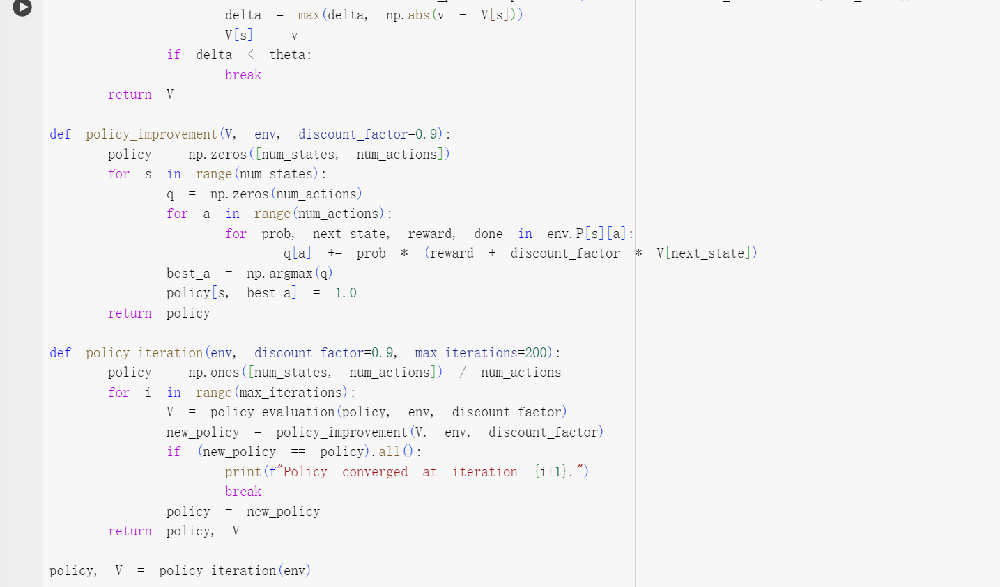 delta = max(delta, np.abs(v - V[s]))
V[s] = v
if delta < theta:
break
return V
def policy_improvement(V, env, discount_factor=0.9):
policy = np.zeros([num_states, num_actions])
for s in range(num_states):
q = np.zeros(num_actions)
for a in range(num_actions):
for prob, next_state, reward, done in env.P[s][a]:
q[a] += prob * (reward + discount_factor * V[next_state])
best_a = np.argmax(q)
policy[s, best_a] = 1.0
return policy
def policy_iteration(env, discount_factor=0.9, max_iterations=200):
policy = np.ones([num_states, num_actions]) / num_actions
for i in range(max_iterations):
V = policy_evaluation(policy, env, discount_factor)
new_policy = policy_improvement(V, env, discount_factor)
if (new_policy == policy).all():
print(f"Policy converged at iteration {i+1}.")
break
policy = new_policy
return policy, V
policy, V = policy_iteration(env)